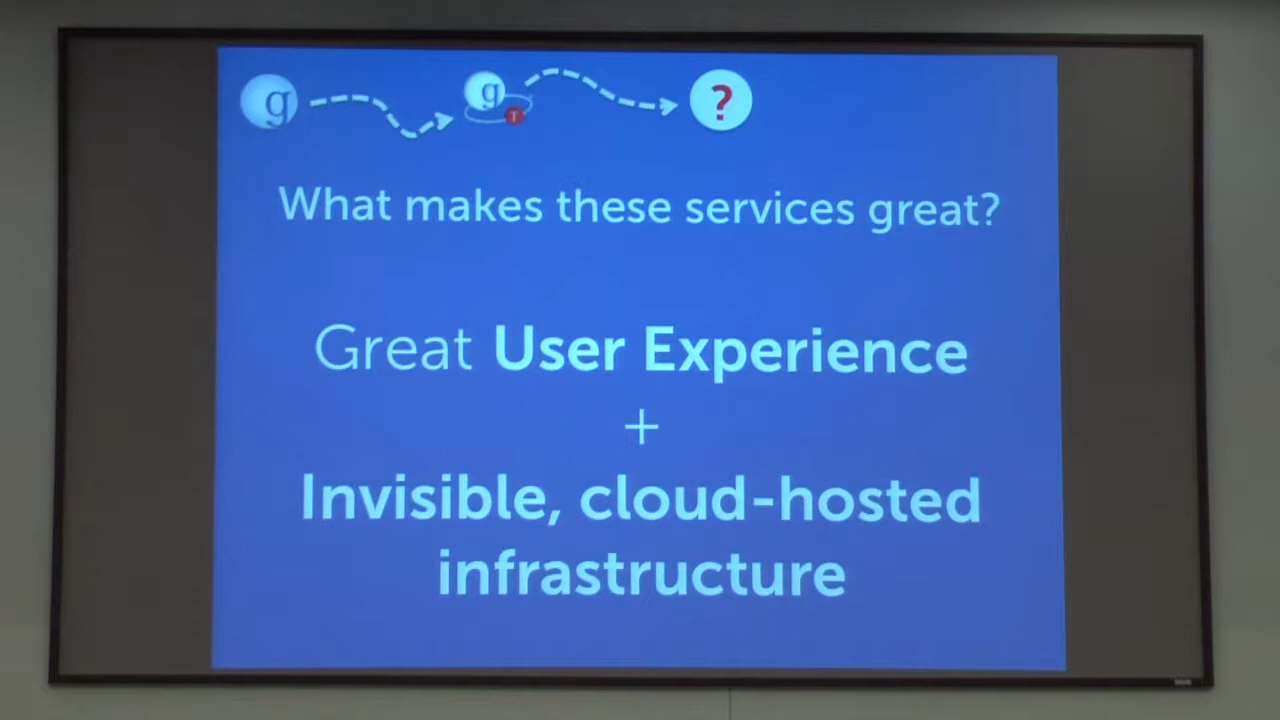 g g T ?
What makes these services great?
Great User Experience
+
Invisible, cloud-hosted
infrastructure